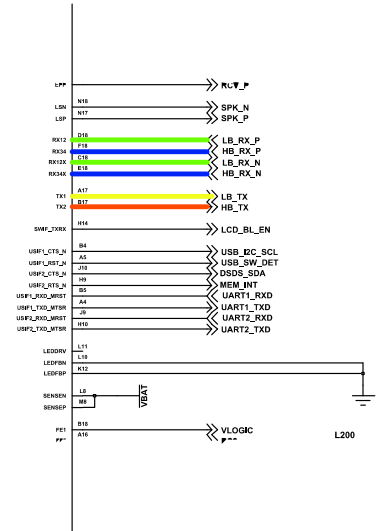 EPP
LSN N18 SPK_N
LSP N17 SPK_P
RX12 D18 LB_RX_P
RX34 F18 HB_RX_P
RX12X C18 LB_RX_N
RX34X E18 HB_RX_N
TX1 A17 LB_TX
TX2 B17 HB_TX
SWIF_TXRX H14 LCD_BL_EN
USIF1_CTS_N B4 USB_I2C_SCL
USIF1_RST_N A5 USB_SW_DET
USIF2_CTS_N J10 DSDS_SDA
USIF2_RTS_N H9 MEM_INT
USIF1_RXD_MRST B5 UART1_RXD
USIF1_TXD_MTSR A4 UART1_TXD
USIF2_RXD_MRST J9 UART2_RXD
USIF2_TXD_MTSR H10 UART2_TXD
LEDDRV L11
LEDFBN L10
LEDFBP K12
SENSEN L8 VBAT
SENSEP M8
FE1 B18 VLOGIC
A16
L200